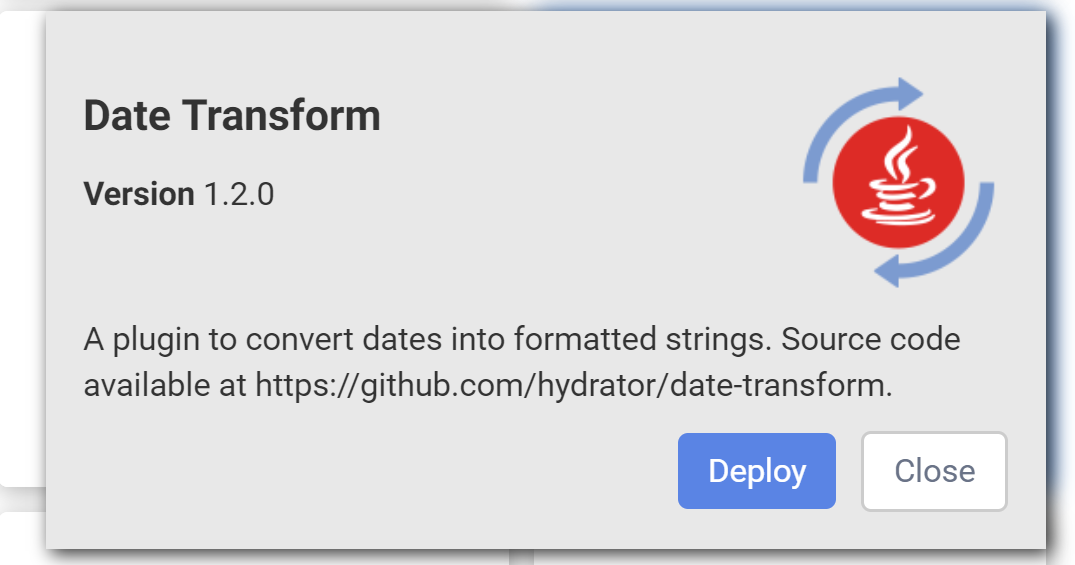 Date Transform
Version 1.2.0
A plugin to convert dates into formatted strings. Source code
available at https://github.com/hydrator/date-transform.
Deploy
Close